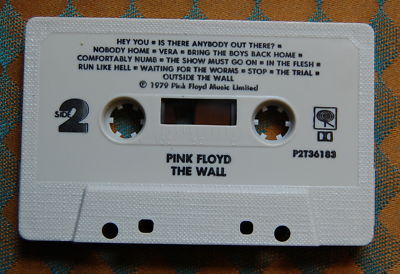 HEY YOU ▪ IS THERE ANYBODY OUT THERE? ▪
NOBODY HOME ▪ VERA ▪ BRING THE BOYS BACK HOME ▪
COMFORTABLY NUMB ▪ THE SHOW MUST GO ON ▪ IN THE FLESH ▪
RUN LIKE HELL ▪ WAITING FOR THE WORMS ▪ STOP ▪ THE TRIAL ▪
OUTSIDE THE WALL
℗ 1979 Pink Floyd Music Limited
SIDE 2
P2T36183
PINK FLOYD
THE WALL